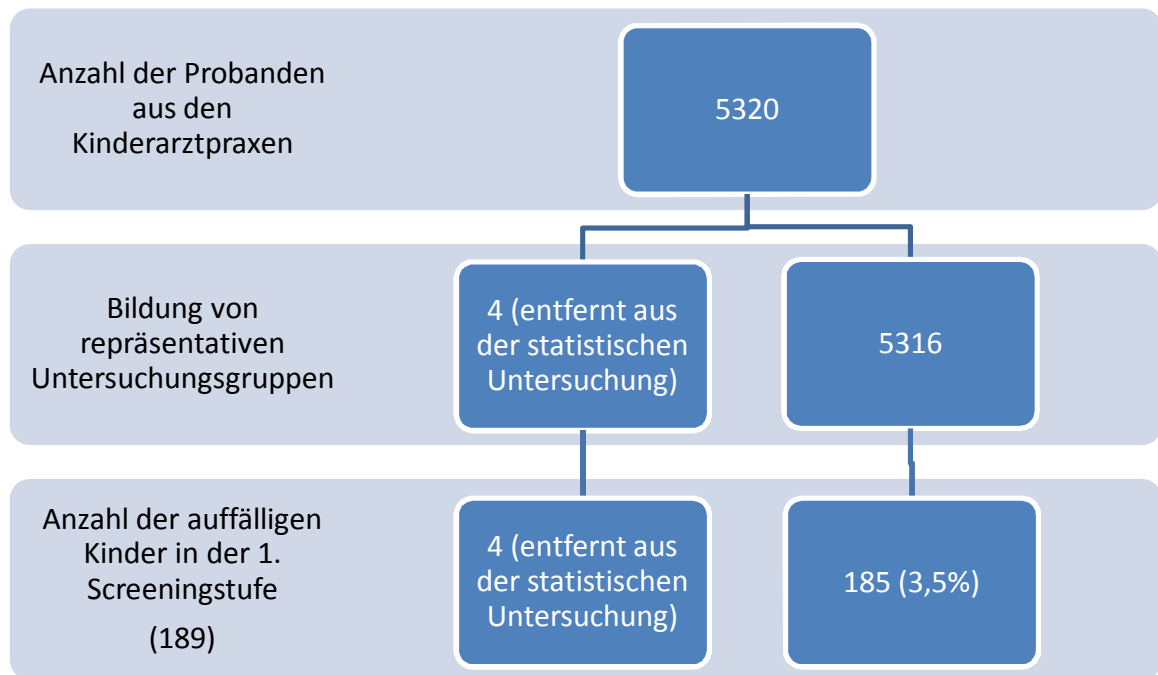 Anzahl der Probanden
aus den
Kinderarztpraxen
5320
Bildung von
repräsentativen
Untersuchungsgruppen
4 (entfernt aus
der statistischen
Untersuchung)
5316
Anzahl der auffälligen
Kinder in der 1.
Screeningstufe
(189)
4 (entfernt aus
der statistischen
Untersuchung)
185 (3,5%)